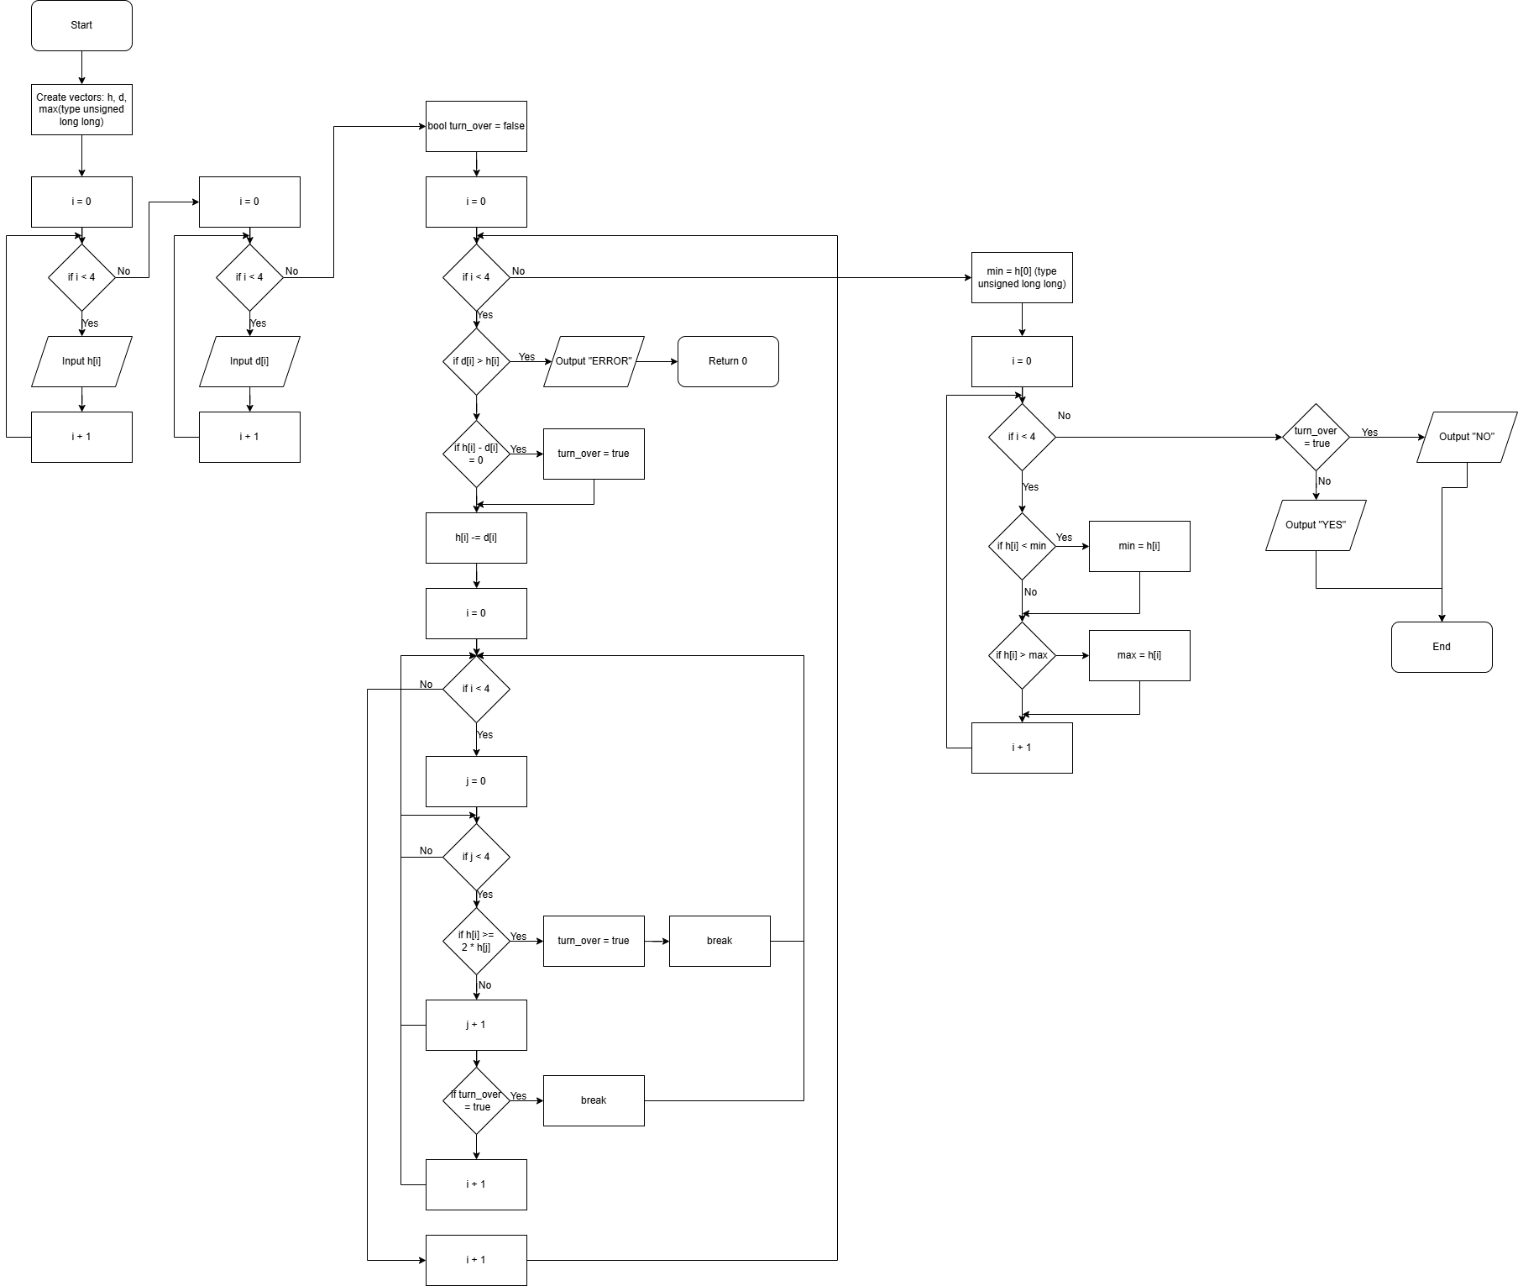 Start
Create vectors: h, d,
max(type unsigned
long long)
i = 0
if i < 4
No
Yes
Input h[i]
i + 1
i = 0
if i < 4
No
Yes
Input d[i]
i + 1
bool turn_over = false
i = 0
if i < 4
No
Yes
if d[i] > h[i]
Yes
Output "ERROR"
Return 0
if h[i] - d[i]
= 0
Yes
turn_over = true
h[i] -= d[i]
i = 0
if i < 4
No
Yes
j = 0
if j < 4
No
Yes
if h[i] >=
2 * h[j]
Yes
turn_over = true
break
No
j + 1
if turn_over
= true
Yes
break
i + 1
i + 1
min = h[0] (type
unsigned long long)
i = 0
if i < 4
No
Yes
if h[i] < min
Yes
min = h[i]
No
if h[i] > max
max = h[i]
i + 1
turn_over
= true
Yes
Output "NO"
No
Output "YES"
End